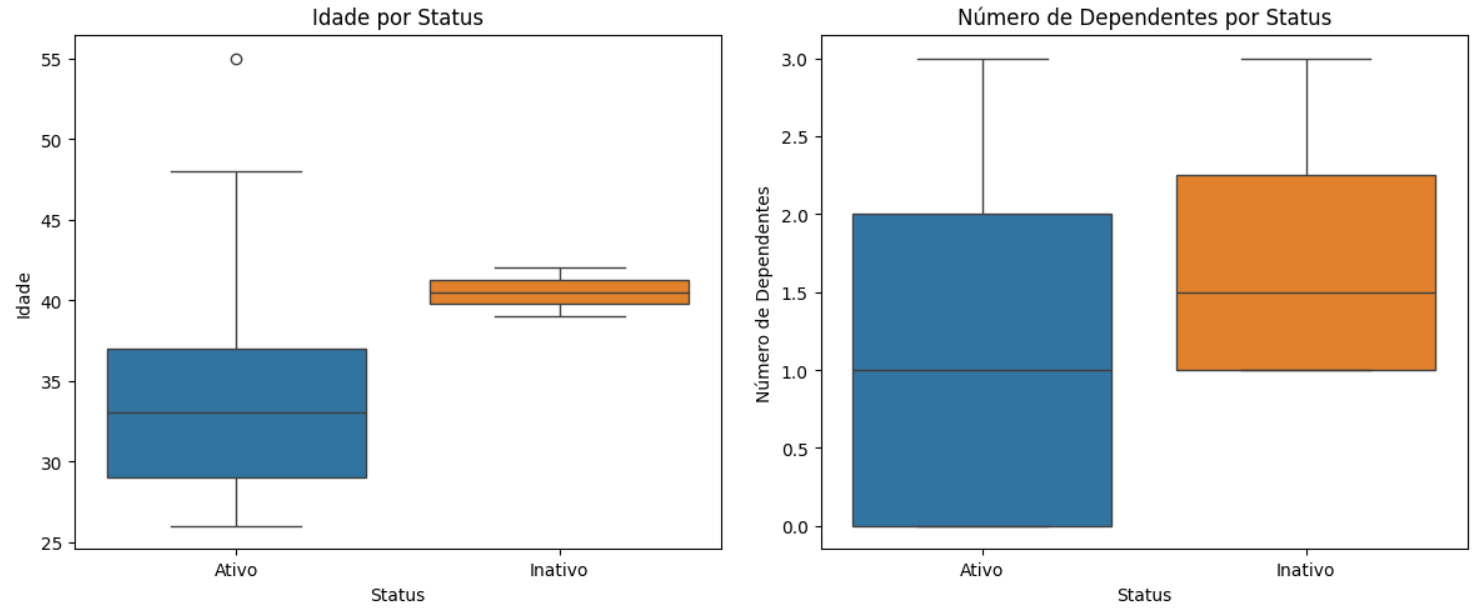 Idade por Status
55
50
45
40
35
30
25
Idade
Ativo
Inativo
Status
Número de Dependentes por Status
3.0
2.5
2.0
1.5
1.0
0.5
0.0
Número de Dependentes
Ativo
Inativo
Status